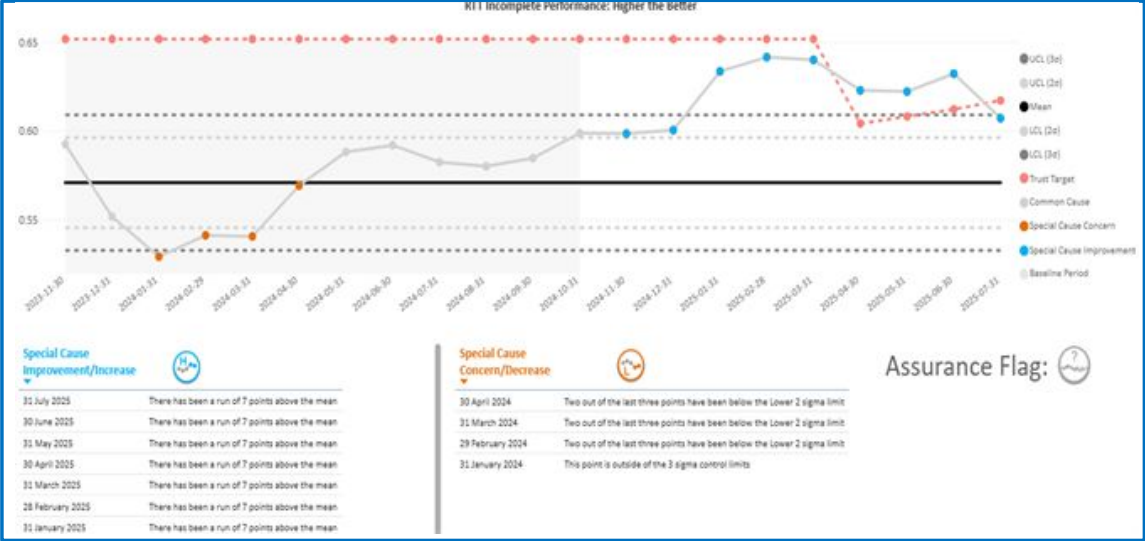 RTT Incomplete Performance: Higher the Better
0.65
0.60
0.55
2023-11-30
2023-12-31
2024-01-31
2024-02-29
2024-03-31
2024-04-30
2024-05-31
2024-06-30
2024-07-31
2024-08-31
2024-09-30
2024-10-31
2024-11-30
2024-12-31
2025-01-31
2025-02-28
2025-03-31
2025-04-30
2025-05-31
2025-06-30
2025-07-31
UCL (3σ)
UCL (2σ)
Mean
LCL (2σ)
LCL (3σ)
Trust Target
Common Cause
Special Cause Concern
Special Cause Improvement
Baseline Period
Special Cause
Improvement/Increase
H
31 July 2025 There has been a run of 7 points above the mean
30 June 2025 There has been a run of 7 points above the mean
31 May 2025 There has been a run of 7 points above the mean
30 April 2025 There has been a run of 7 points above the mean
31 March 2025 There has been a run of 7 points above the mean
28 February 2025 There has been a run of 7 points above the mean
31 January 2025 There has been a run of 7 points above the mean
Special Cause
Concern/Decrease
L
30 April 2024 Two out of the last three points have been below the Lower 2 sigma limit
31 March 2024 Two out of the last three points have been below the Lower 2 sigma limit
29 February 2024 Two out of the last three points have been below the Lower 2 sigma limit
31 January 2024 This point is outside of the 3 sigma control limits
Assurance Flag:
?